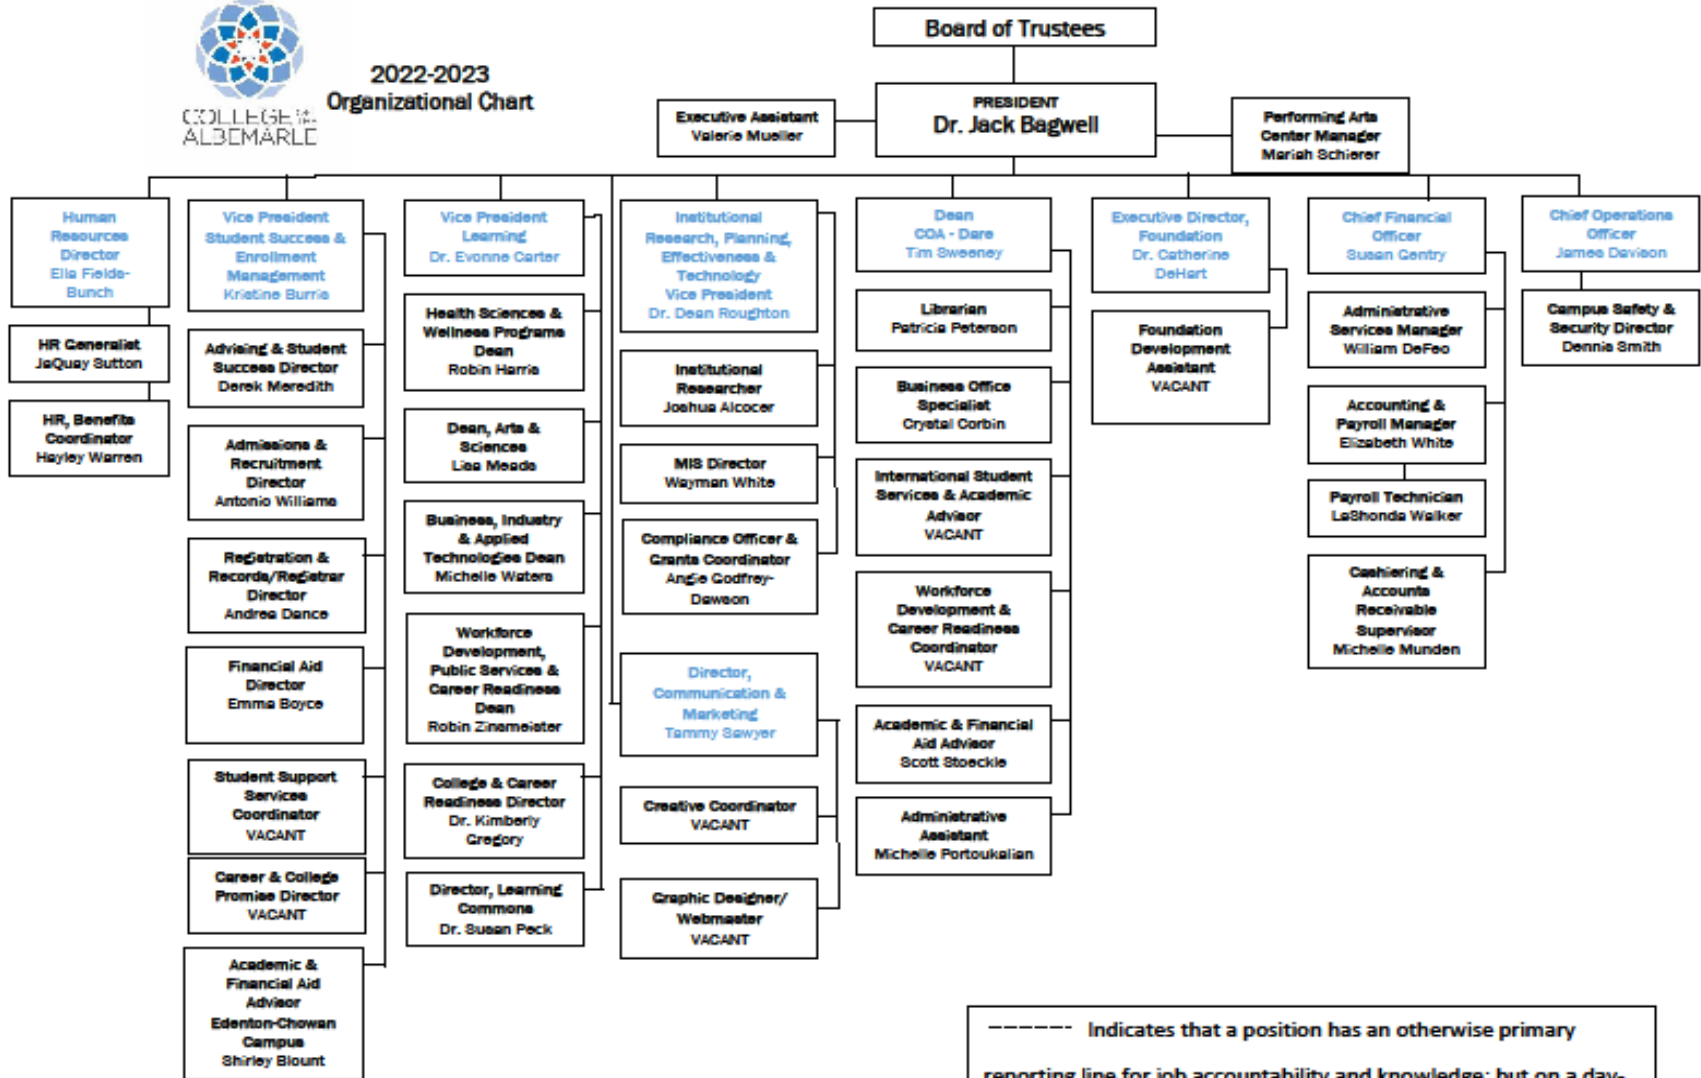 COLLEGE OF THE
ALBEMARLE
2022-2023
Organizational Chart
Board of Trustees
PRESIDENT
Dr. Jack Bagwell
Executive Assistant
Valerie Mueller
Performing Arts
Center Manager
Mariah Schierer
Human
Resources
Director
Ella Fields-
Bunch
HR Generalist
JaQuay Sutton
HR, Benefits
Coordinator
Hayley Warren
Vice President
Student Success &
Enrollment
Management
Kristine Burris
Advising & Student
Success Director
Derek Meredith
Admissions &
Recruitment
Director
Antonio Williams
Registration &
Records/Registrar
Director
Andrea Dance
Financial Aid
Director
Emma Boyce
Student Support
Services
Coordinator
VACANT
Career & College
Promise Director
VACANT
Academic &
Financial Aid
Advisor
Edenton-Chowan
Campus
Shirley Blount
Vice President
Learning
Dr. Evonne Carter
Health Sciences &
Wellness Programs
Dean
Robin Harris
Dean, Arts &
Sciences
Lisa Meads
Business, Industry
& Applied
Technologies Dean
Michelle Waters
Workforce
Development,
Public Services &
Career Readiness
Dean
Robin Zinsmeister
College & Career
Readiness Director
Dr. Kimberly
Gregory
Director, Learning
Commons
Dr. Susan Peck
Institutional
Research, Planning,
Effectiveness &
Technology
Vice President
Dr. Dean Roughton
Institutional
Researcher
Joshua Alcocer
MIS Director
Wayman White
Compliance Officer &
Grants Coordinator
Angie Godfrey-
Dawson
Director,
Communication &
Marketing
Tammy Sawyer
Creative Coordinator
VACANT
Graphic Designer/
Webmaster
VACANT
Dean
COA - Dare
Tim Sweeney
Librarian
Patricia Peterson
Business Office
Specialist
Crystal Corbin
International Student
Services & Academic
Advisor
VACANT
Workforce
Development &
Career Readiness
Coordinator
VACANT
Academic & Financial
Aid Advisor
Scott Stoeckle
Administrative
Assistant
Michelle Portoukalian
Executive Director,
Foundation
Dr. Catherine
DeHart
Foundation
Development
Assistant
VACANT
Chief Financial
Officer
Susan Gentry
Administrative
Services Manager
William DeFeo
Accounting &
Payroll Manager
Elizabeth White
Payroll Technician
LaShonda Walker
Cashiering &
Accounts
Receivable
Supervisor
Michelle Munden
Chief Operations
Officer
James Davison
Campus Safety &
Security Director
Dennis Smith
------ Indicates that a position has an otherwise primary
reporting line for job accountability and knowledge; but on a day-